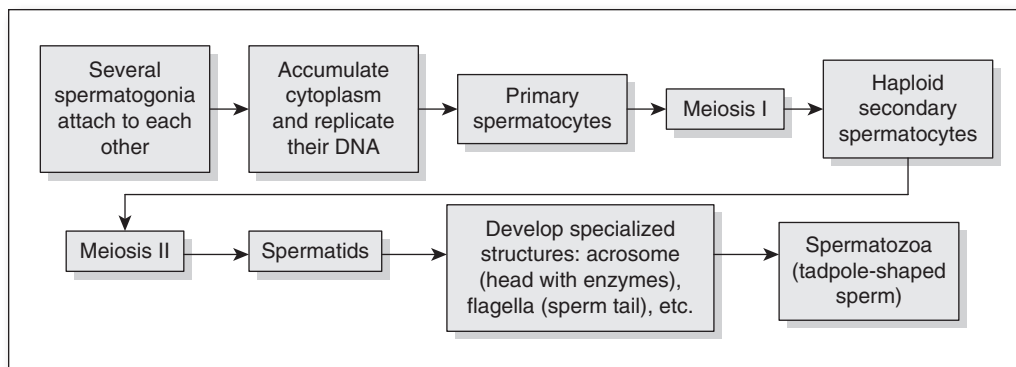 Several
spermatogonia
attach to each
other
Accumulate
cytoplasm
and replicate
their DNA
Primary
spermatocytes
Meiosis I
Haploid
secondary
spermatocytes
Meiosis II
Spermatids
Develop specialized
structures: acrosome
(head with enzymes),
flagella (sperm tail), etc.
Spermatozoa
(tadpole-shaped
sperm)